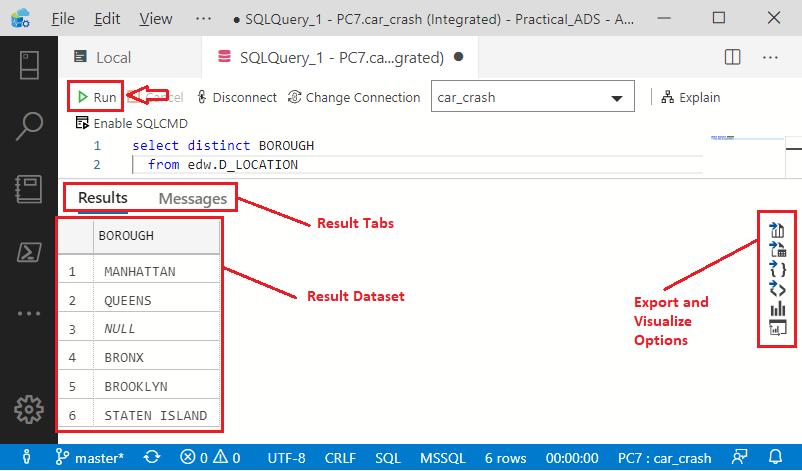 File Edit View ··· ● SQLQuery_1 - PC7.car_crash (Integrated) - Practical_ADS - A...
Local SQLQuery_1 - PC7.ca...grated) ●
Run Cancel Disconnect Change Connection car_crash Explain
Enable SQLCMD
1 select distinct BOROUGH
2 from edw.D_LOCATION
Results Messages
Result Tabs
BOROUGH
1 MANHATTAN
2 QUEENS
3 NULL
4 BRONX
5 BROOKLYN
6 STATEN ISLAND
Result Dataset
Export and
Visualize
Options
master* 0 0 UTF-8 CRLF SQL MSSQL 6 rows 00:00:00 PC7 : car_crash